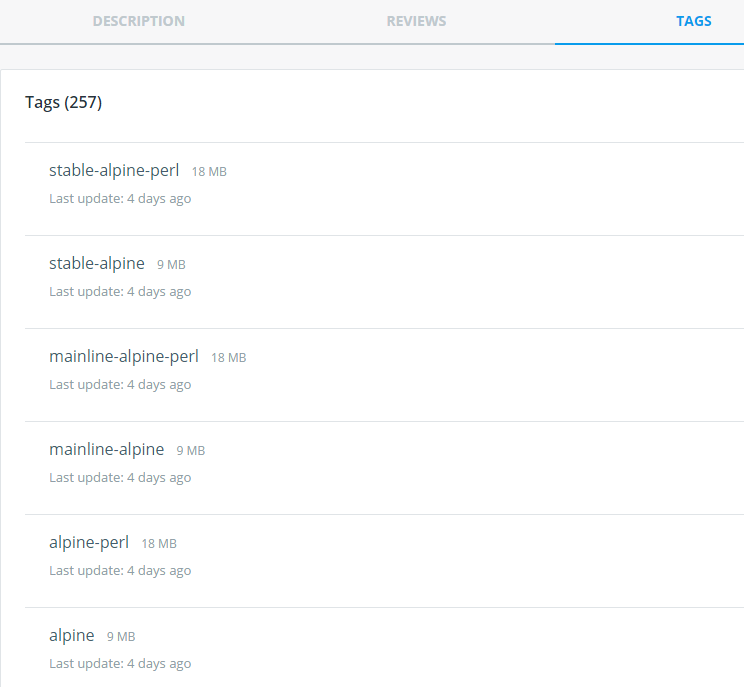 DESCRIPTION REVIEWS TAGS
Tags (257)
stable-alpine-perl 18 MB
Last update: 4 days ago
stable-alpine 9 MB
Last update: 4 days ago
mainline-alpine-perl 18 MB
Last update: 4 days ago
mainline-alpine 9 MB
Last update: 4 days ago
alpine-perl 18 MB
Last update: 4 days ago
alpine 9 MB
Last update: 4 days ago